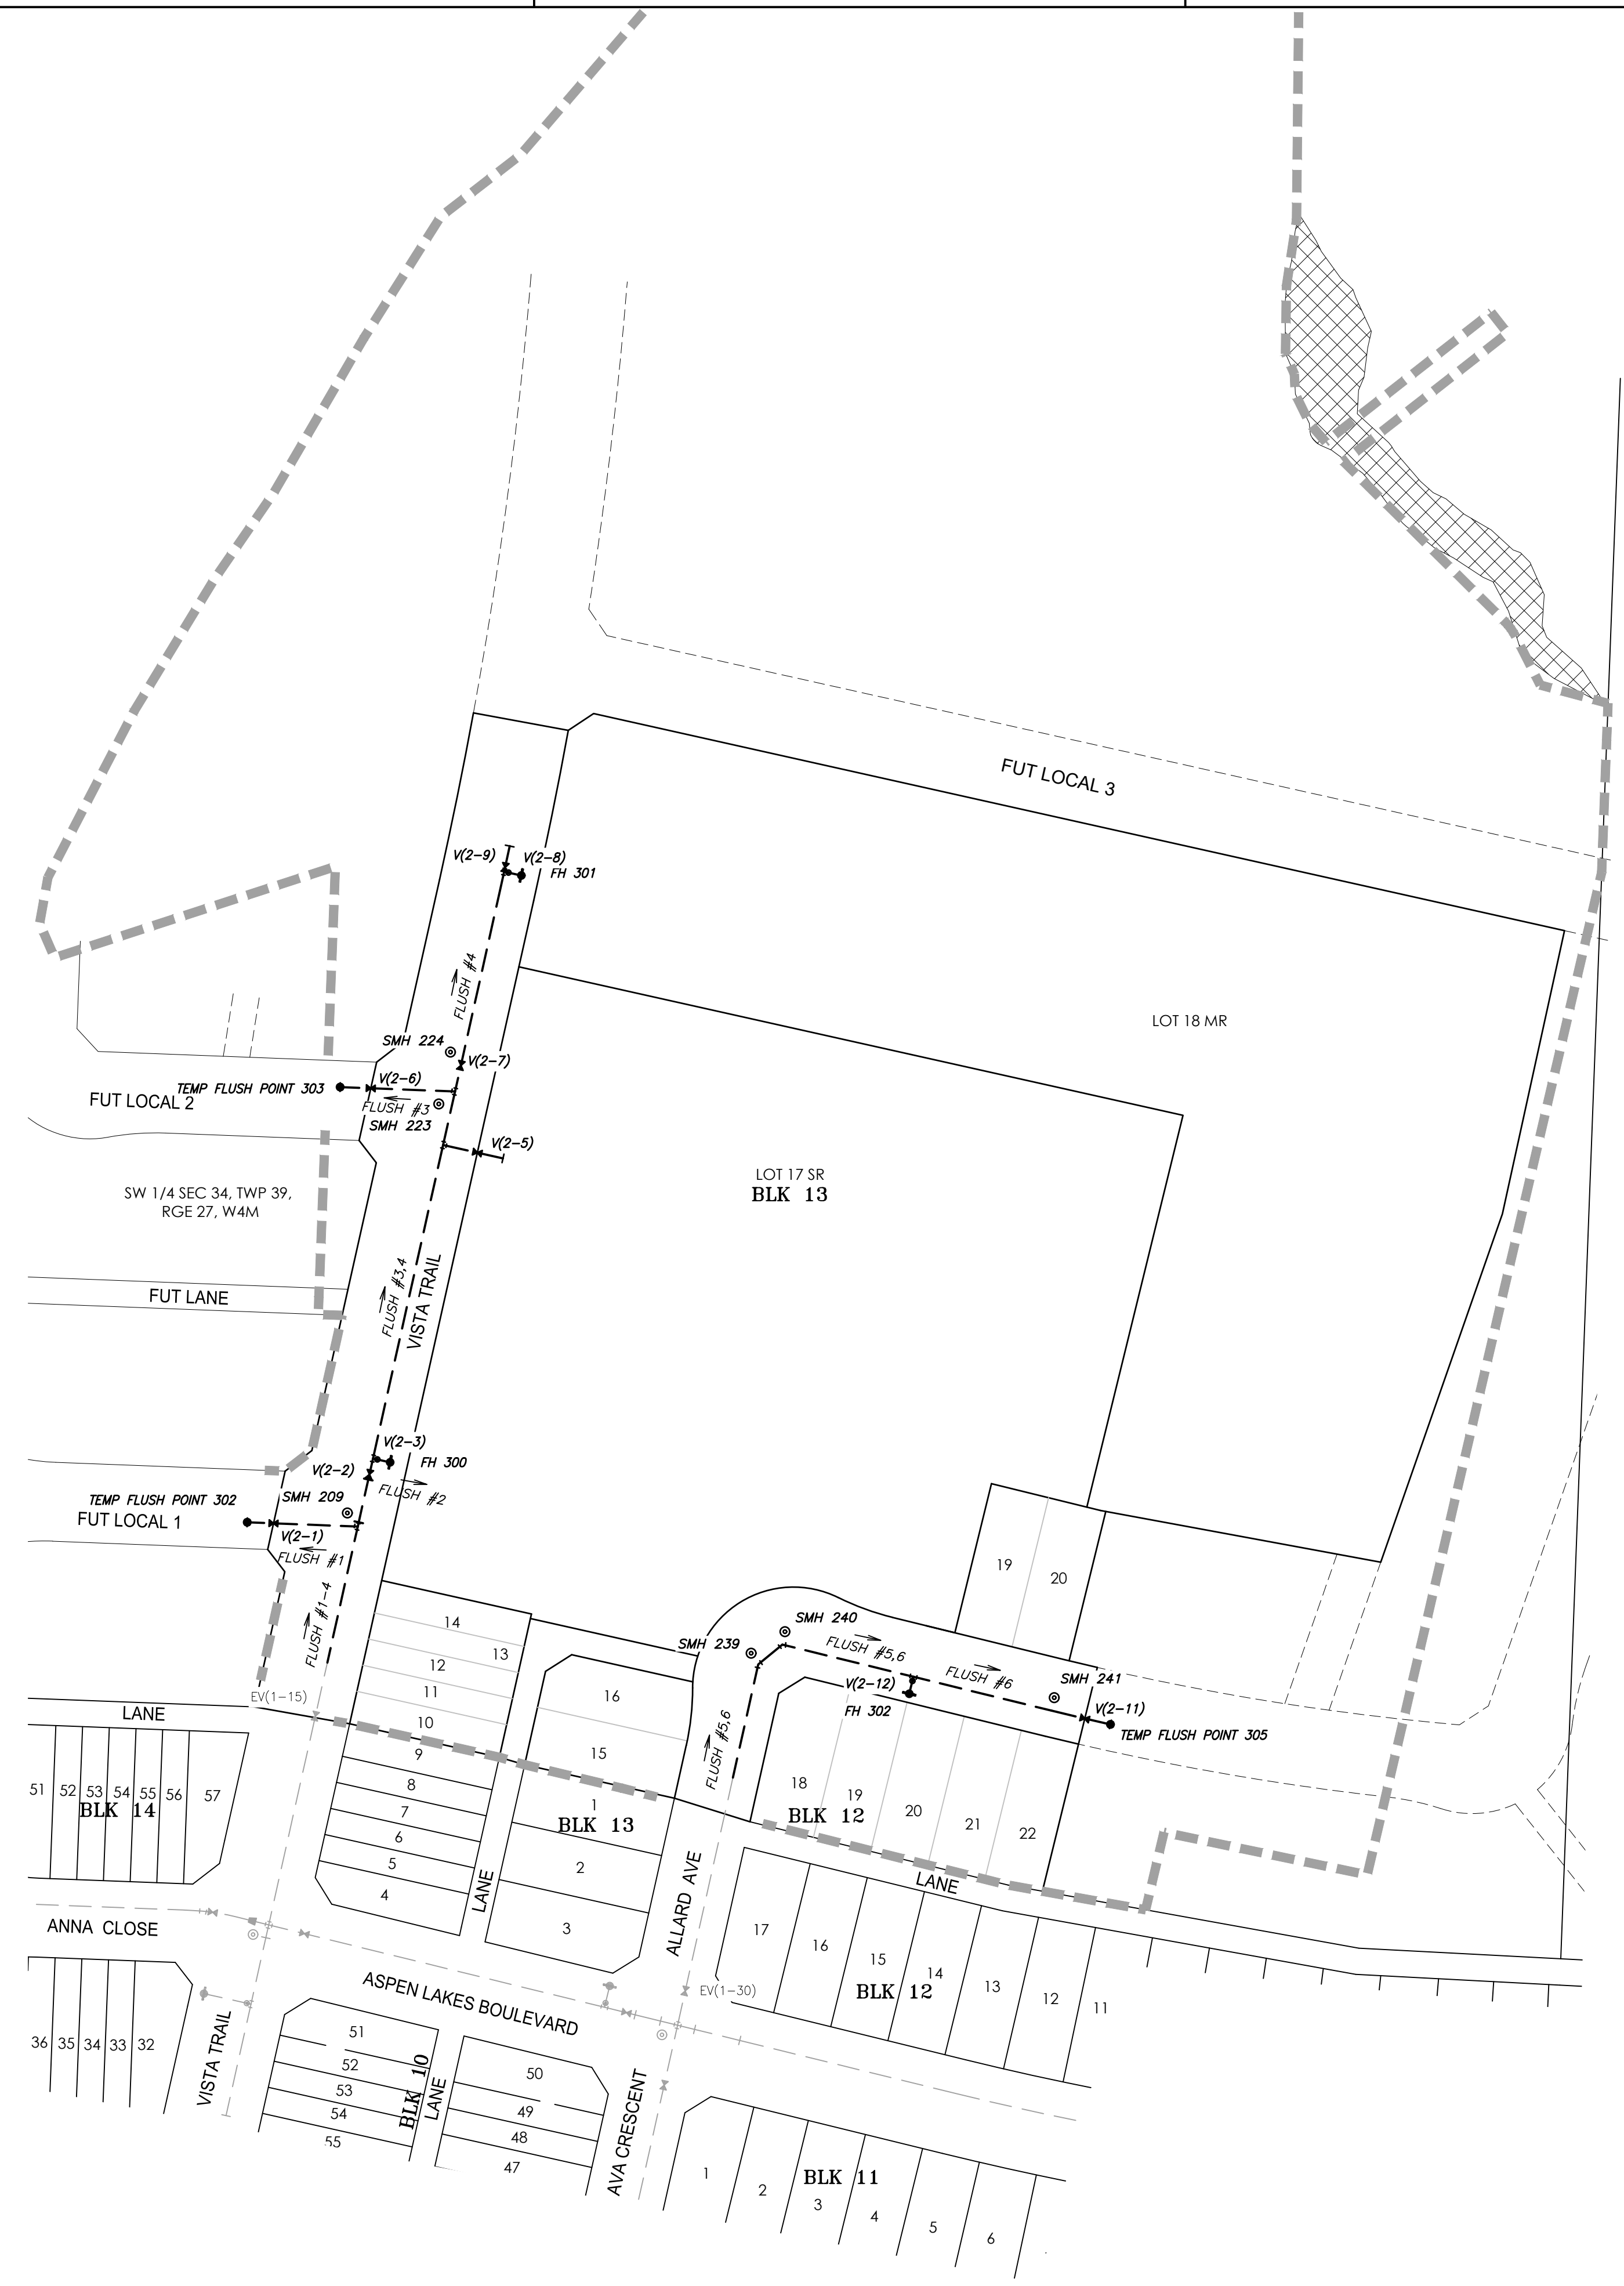 FUT LOCAL 3
V(2-9)
V(2-8)
FH 301
FLUSH #4
LOT 18 MR
SMH 224
V(2-7)
V(2-6)
TEMP FLUSH POINT 303
FUT LOCAL 2
FLUSH #3
SMH 223
V(2-5)
LOT 17 SR
BLK 13
SW 1/4 SEC 34, TWP 39,
RGE 27, W4M
FLUSH #3,4
VISTA TRAIL
FUT LANE
V(2-3)
FH 300
V(2-2)
FLUSH #2
TEMP FLUSH POINT 302
SMH 209
FUT LOCAL 1
V(2-1)
FLUSH #1
FLUSH #1-4
19
20
14
13
12
11
10
9
8
7
6
5
4
SMH 240
SMH 239
FLUSH #5,6
FLUSH #6
SMH 241
V(2-12)
FH 302
V(2-11)
TEMP FLUSH POINT 305
FLUSH #5,6
EV(1-15)
LANE
16
15
1
BLK 13
2
3
18
19
BLK 12
20
21
22
LANE
51
52
53
54
55
56
57
BLK 14
LANE
ALLARD AVE
ANNA CLOSE
17
16
15
14
13
12
11
BLK 12
ASPEN LAKES BOULEVARD
EV(1-30)
36
35
34
33
32
VISTA TRAIL
51
52
53
54
55
BLK 10
LANE
50
49
48
47
AVA CRESCENT
1
2
BLK 11
3
4
5
6